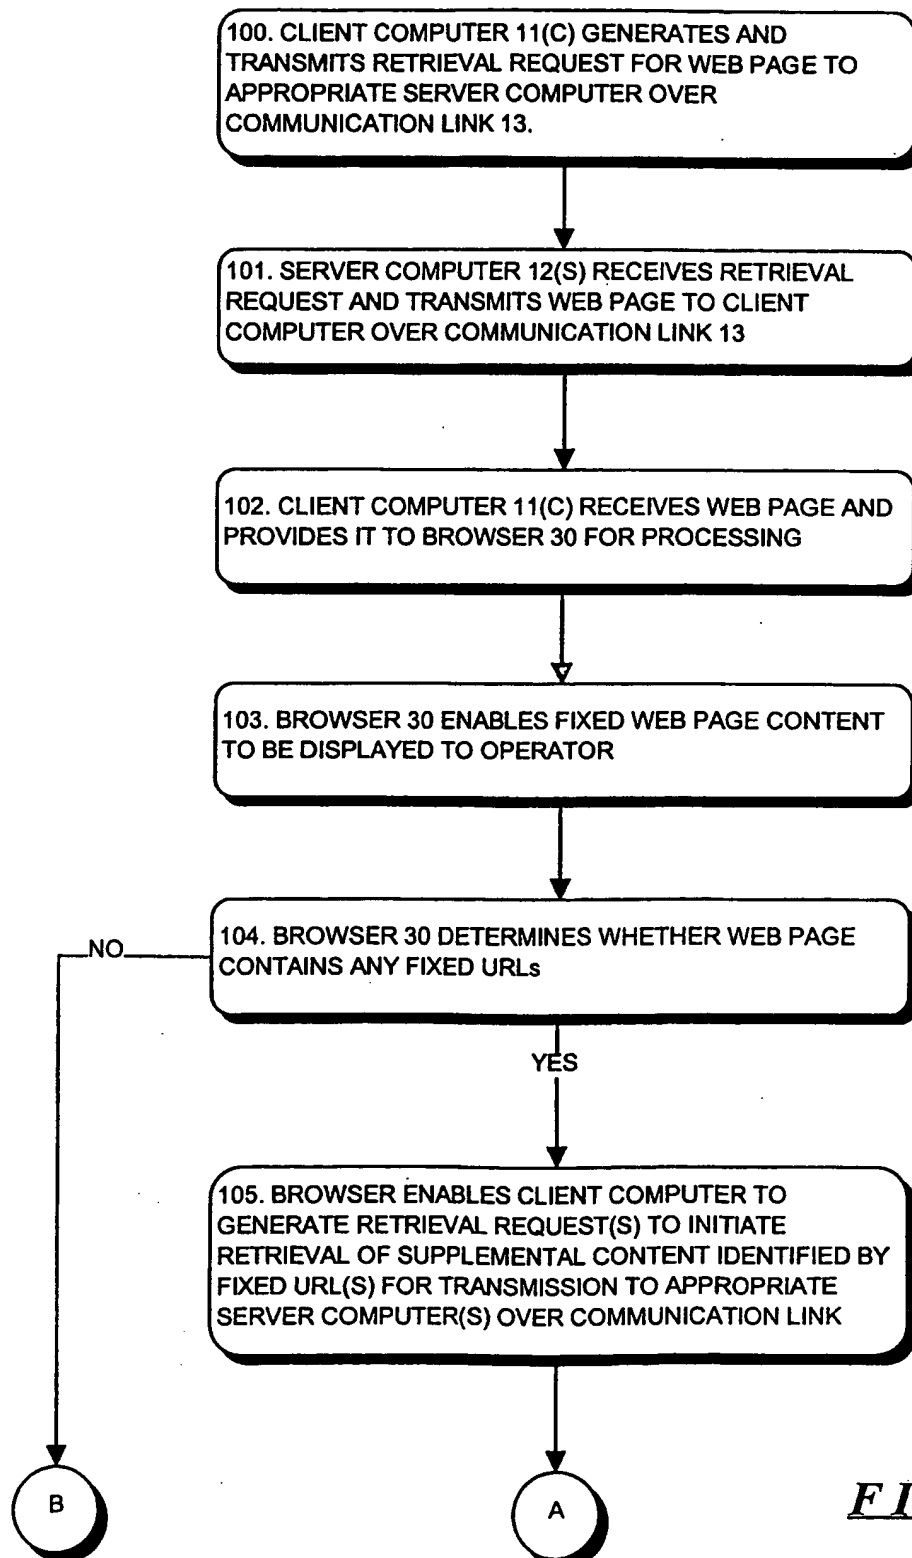 100. CLIENT COMPUTER 11(C) GENERATES AND
TRANSMITS RETRIEVAL REQUEST FOR WEB PAGE TO
APPROPRIATE SERVER COMPUTER OVER
COMMUNICATION LINK 13.
101. SERVER COMPUTER 12(S) RECEIVES RETRIEVAL
REQUEST AND TRANSMITS WEB PAGE TO CLIENT
COMPUTER OVER COMMUNICATION LINK 13
102. CLIENT COMPUTER 11(C) RECEIVES WEB PAGE AND
PROVIDES IT TO BROWSER 30 FOR PROCESSING
103. BROWSER 30 ENABLES FIXED WEB PAGE CONTENT
TO BE DISPLAYED TO OPERATOR
104. BROWSER 30 DETERMINES WHETHER WEB PAGE
CONTAINS ANY FIXED URLs
NO
YES
105. BROWSER ENABLES CLIENT COMPUTER TO
GENERATE RETRIEVAL REQUEST(S) TO INITIATE
RETRIEVAL OF SUPPLEMENTAL CONTENT IDENTIFIED BY
FIXED URL(S) FOR TRANSMISSION TO APPROPRIATE
SERVER COMPUTER(S) OVER COMMUNICATION LINK
B
A
FI